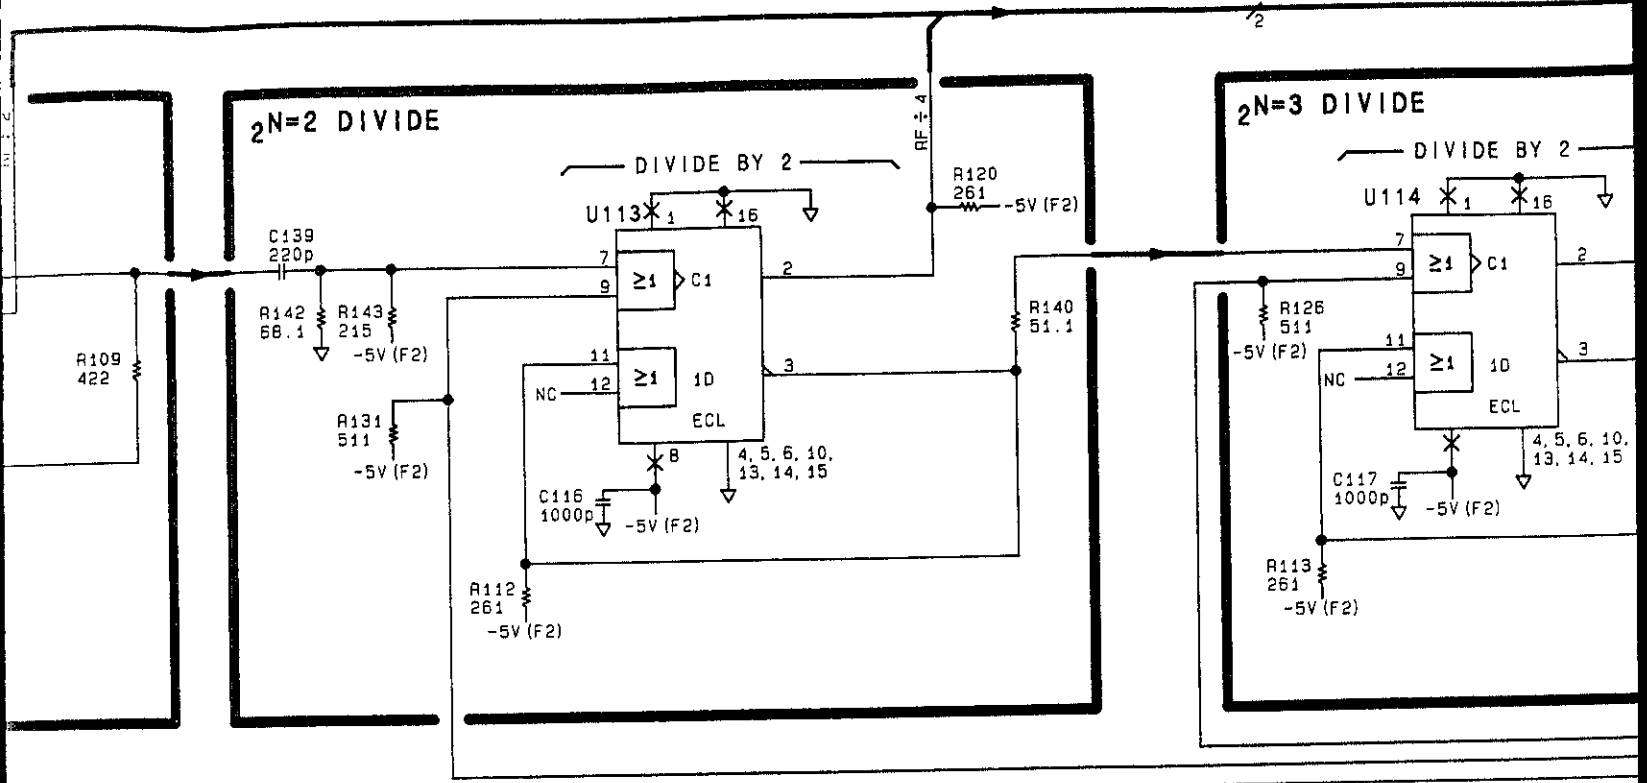 2
2N=2 DIVIDE
2N=3 DIVIDE
RF ÷ 4
DIVIDE BY 2
DIVIDE BY 2
R120
261
-5V (F2)
U113
1
16
U114
1
16
C139
220p
7
9
C1
≥1
2
7
9
C1
≥1
2
R142
68.1
R143
215
-5V (F2)
R140
51.1
R126
511
-5V (F2)
R109
422
11
12
NC
≥1
1D
3
ECL
11
12
NC
≥1
1D
3
ECL
R131
511
-5V (F2)
8
4, 5, 6, 10,
13, 14, 15
C116
1000p
-5V (F2)
4, 5, 6, 10,
13, 14, 15
C117
1000p
-5V (F2)
R112
261
-5V (F2)
R113
261
-5V (F2)